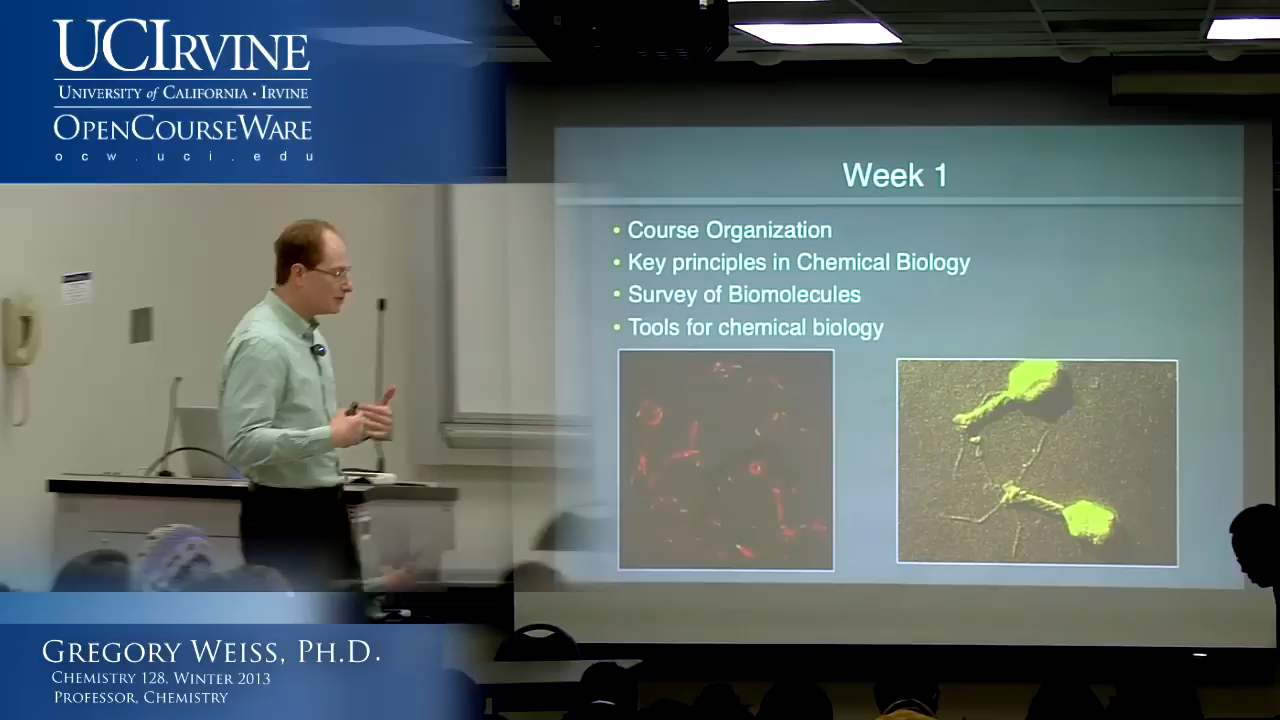 UCIRVINE
UNIVERSITY of CALIFORNIA · IRVINE
OPENCOURSEWARE
ocw.uci.edu
Week 1
• Course Organization
• Key principles in Chemical Biology
• Survey of Biomolecules
• Tools for chemical biology
GREGORY WEISS, PH.D.
CHEMISTRY 128. WINTER 2013
PROFESSOR, CHEMISTRY